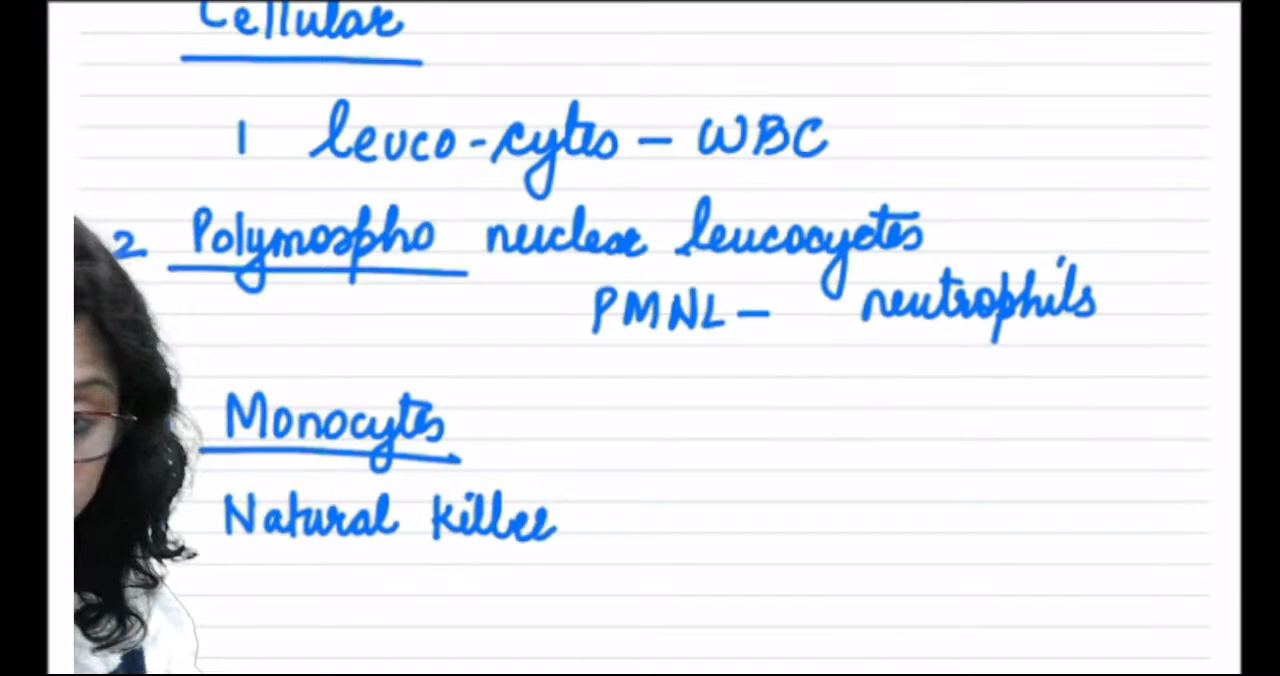 Cellular
1 leuco-cytes – WBC
2. Polymorpho nuclear leucocytes
PMNL – neutrophils
Monocytes
Natural killer